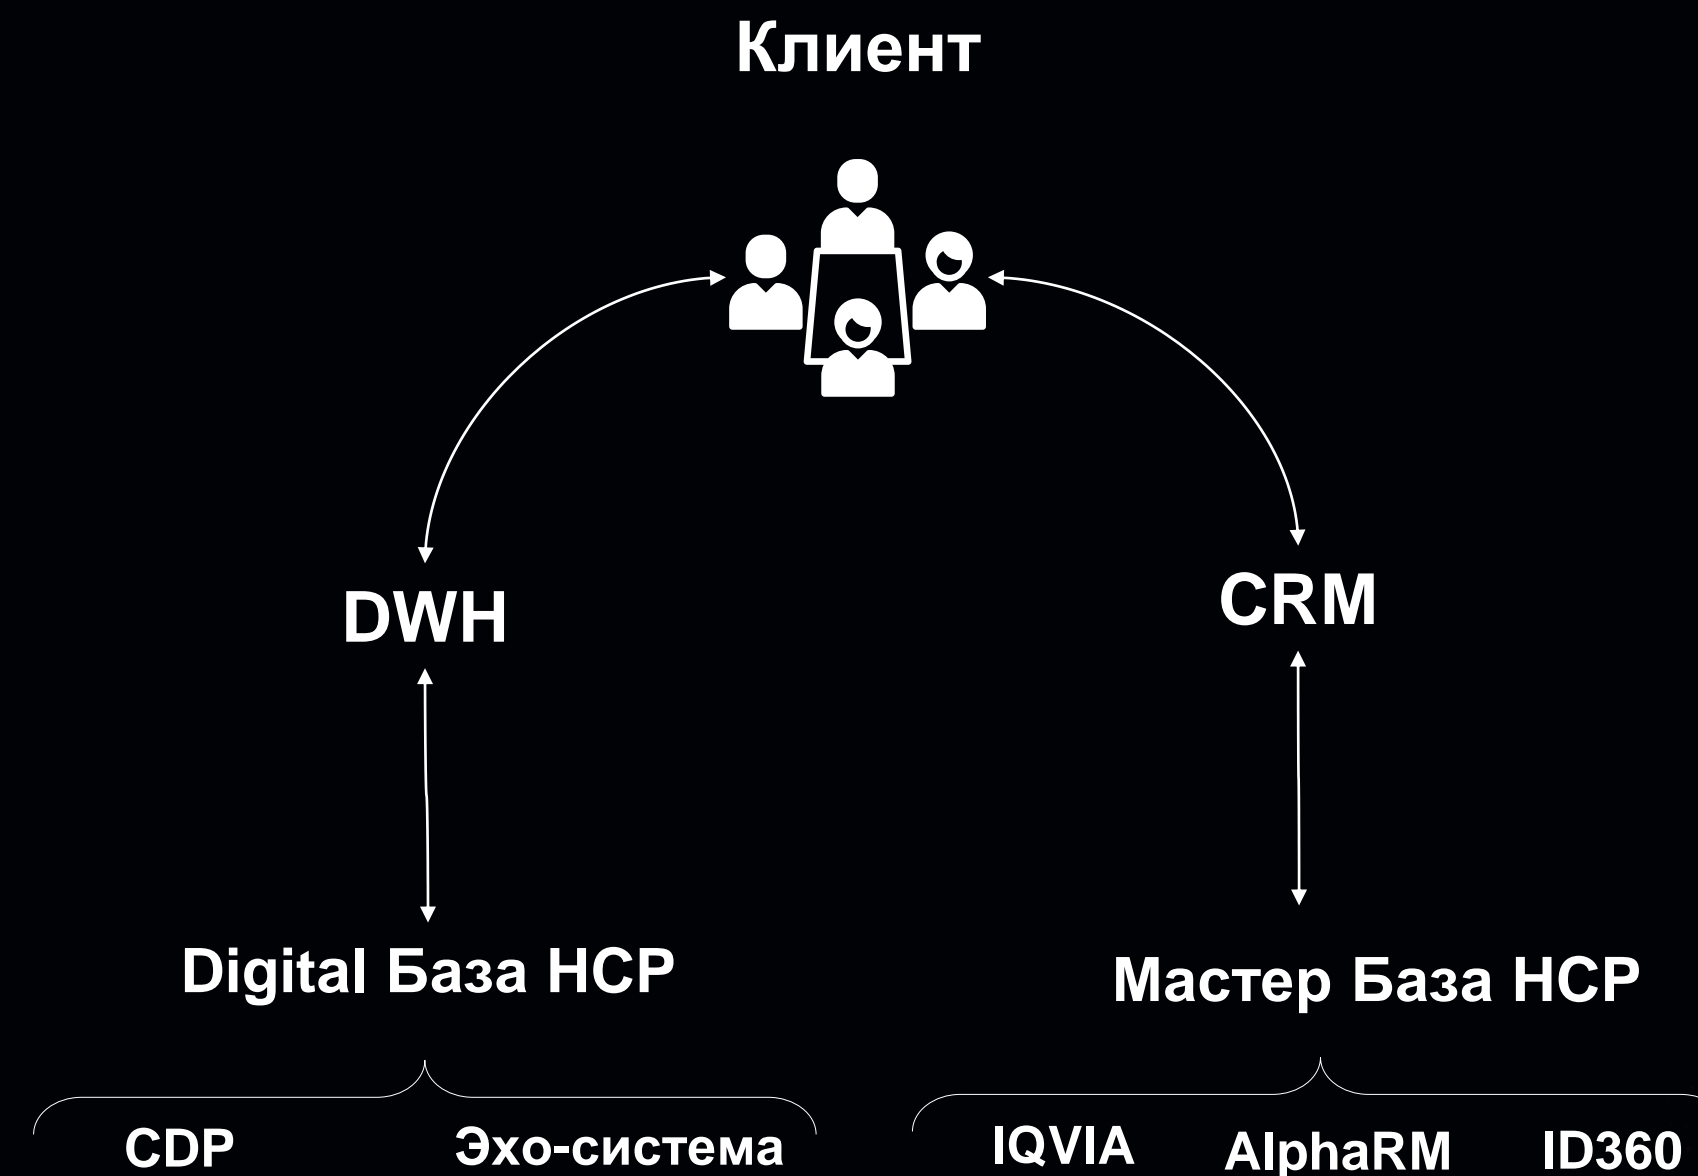 Клиент
DWH
CRM
Digital База HCP
Мастер База HCP
CDP
Эхо-система
IQVIA
AlphaRM
ID360